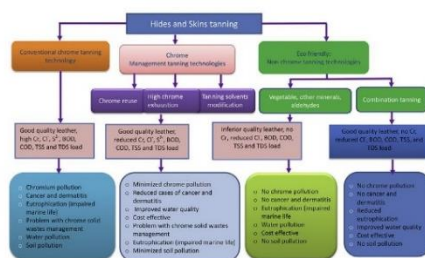 Hides and Skins tanning
Conventional chrome tanning
technology
Chrome
Management tanning technologies
Eco friendly:
Non-chrome tanning technologies
Chrome reuse
High chrome
exhaustion
Tanning solvents
modification
Vegetable, other minerals,
aldehydes
Combination tanning
Good quality leather,
high Cr, Cl⁻, S²⁻, BOD,
COD, TSS and TDS load
Good quality leather,
reduced Cr, Cl⁻, S²⁻, BOD,
COD, TSS and TDS load
Inferior quality leather, no
Cr, reduced Cl⁻, BOD, COD,
TSS and TDS load
Good quality leather, no Cr,
reduced Cl⁻, BOD, COD, TSS, and
TDS load
Chromium pollution
Cancer and dermatitis
Eutrophication (impaired
marine life)
Problem with chrome solid
wastes management
Water pollution
Soil pollution
Minimized chrome pollution
Reduced cases of cancer and
dermatitis
Improved water quality
Cost effective
Problem with chrome solid wastes
management
Eutrophication (impaired marine life)
Minimized soil pollution
No chrome pollution
No cancer and dermatitis
Eutrophication (impaired
marine life
Water pollution
Cost effective
No soil pollution
No chrome pollution
No cancer and
dermatitis
Reduced
eutrophication
Improved water quality
Cost effective
No soil pollution